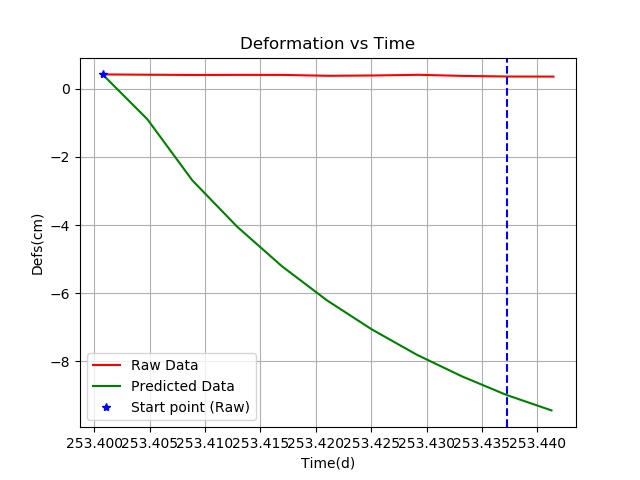 Deformation vs Time
Defs(cm)
0
−2
−4
−6
−8
Raw Data
Predicted Data
Start point (Raw)
253.400 253.405 253.410 253.415 253.420 253.425 253.430 253.435 253.440
Time(d)